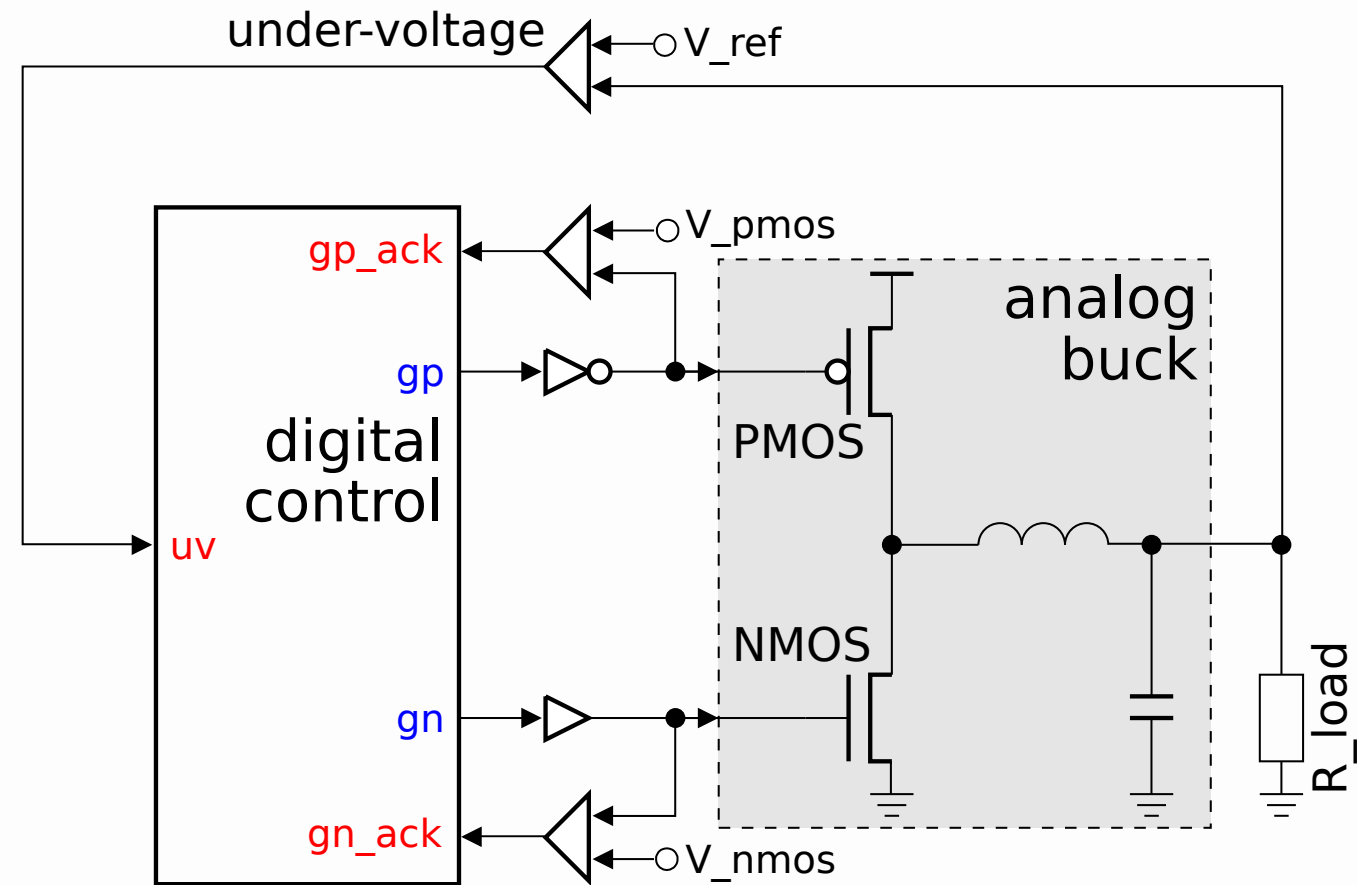 under-voltage
V_ref
V_pmos
gp_ack
analog
buck
gp
PMOS
digital
control
uv
NMOS
R_load
gn
gn_ack
V_nmos